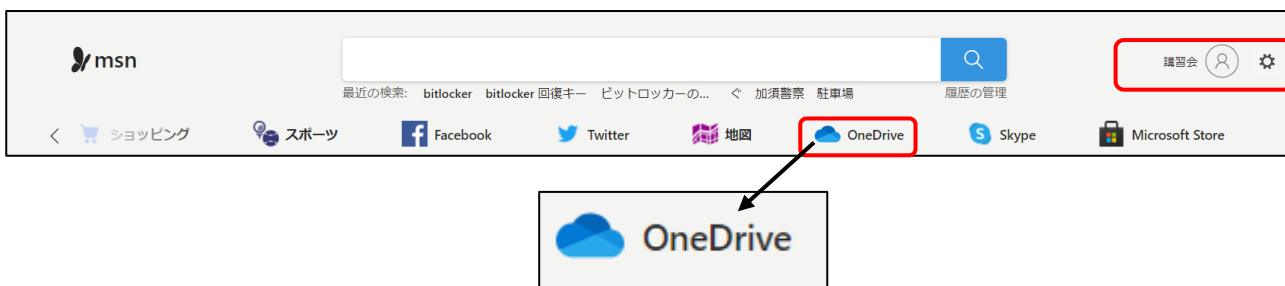 msn
講習会
最近の検索: bitlocker bitlocker 回復キー ビットロッカーの... ぐ 加須警察 駐車場 履歴の管理
ショッピング スポーツ Facebook Twitter 地図 OneDrive Skype Microsoft Store
OneDrive